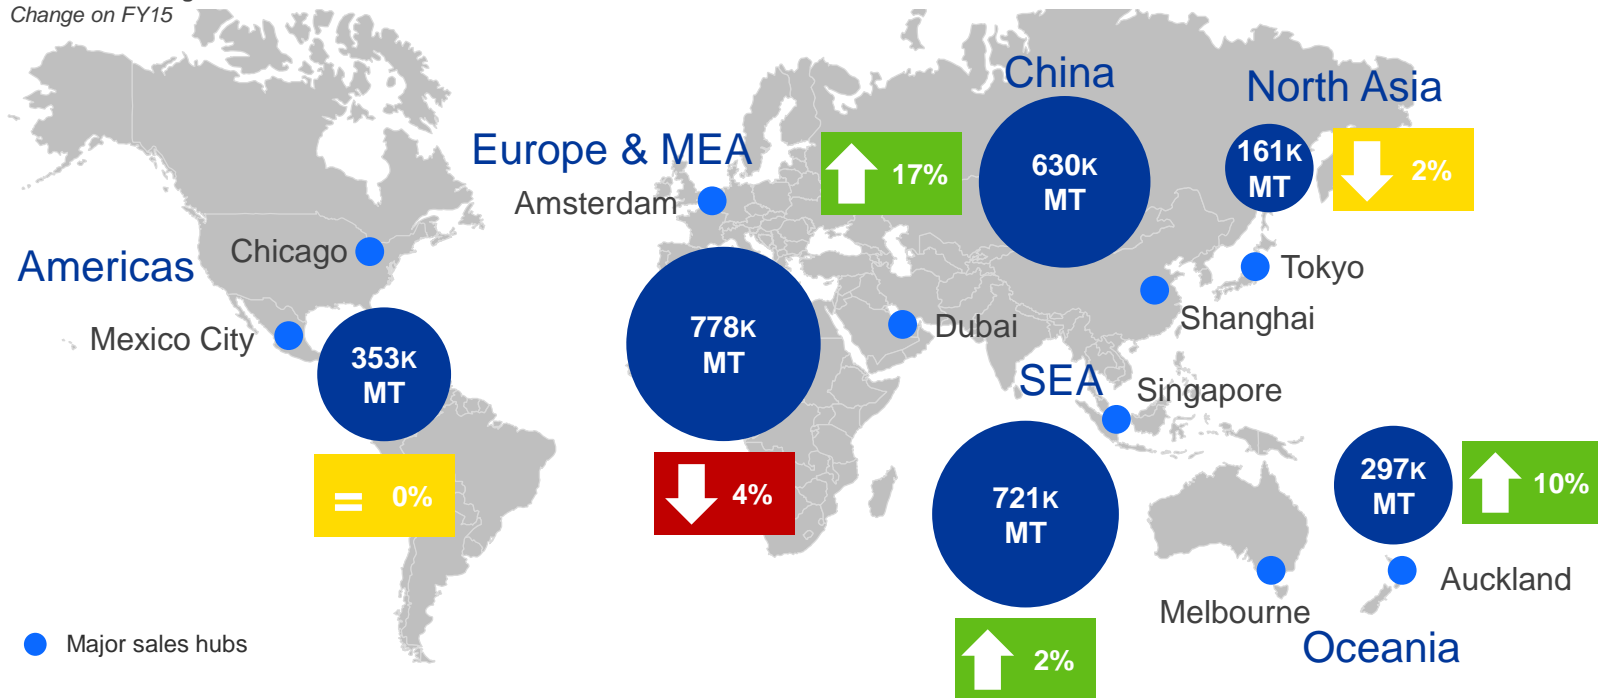 Change on FY15
China
North Asia
Europe & MEA
17%
630K
MT
161K
MT
2%
Amsterdam
Chicago
Americas
Tokyo
Mexico City
353K
MT
778K
MT
Dubai
Shanghai
SEA
Singapore
= 0%
4%
721K
MT
297K
MT
10%
Auckland
Melbourne
Oceania
2%
Major sales hubs